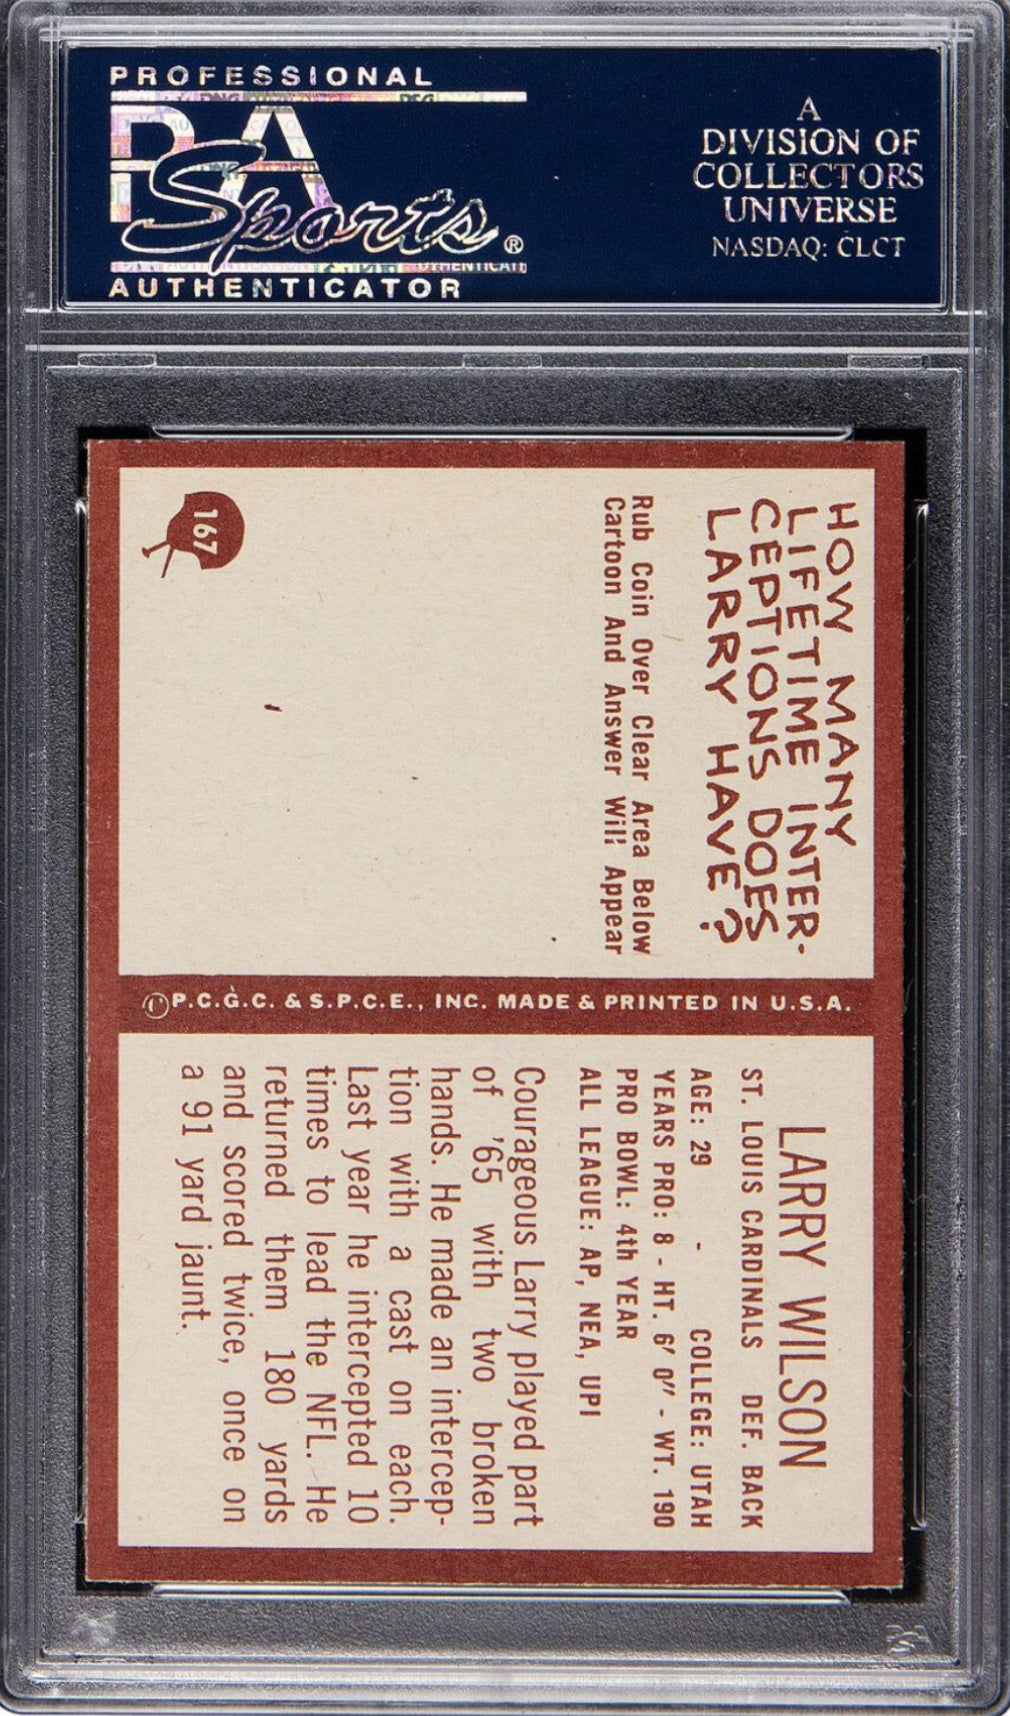 PROFESSIONAL
PSA
Sports®
AUTHENTICATOR
A
DIVISION OF
COLLECTORS
UNIVERSE
NASDAQ: CLCT
HOW MANY
LIFETIME INTER-
CEPTIONS DOES
LARRY HAVE?
Rub Coin Over Clear Area Below
Cartoon And Answer Will Appear
167
©P.C.G.C. & S.P.C.E., INC. MADE & PRINTED IN U.S.A.
LARRY WILSON
ST. LOUIS CARDINALS DEF. BACK
AGE: 29 - COLLEGE: UTAH
YEARS PRO: 8 - HT. 6' 0" - WT. 190
PRO BOWL: 4th YEAR
ALL LEAGUE: AP, NEA, UPI
Courageous Larry played part
of '65 with two broken
hands. He made an intercep-
tion with a cast on each.
Last year he intercepted 10
times to lead the NFL. He
returned them 180 yards
and scored twice, once on
a 91 yard jaunt.